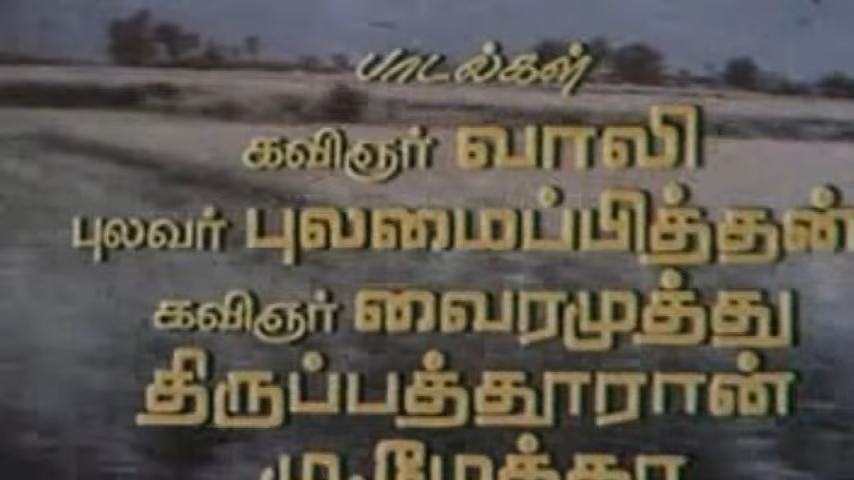 பாடல்கள்
கவிஞர் வாலி
புலவர் புலமைப்பித்தன்
கவிஞர் வைரமுத்து
திருப்பத்தூரான்